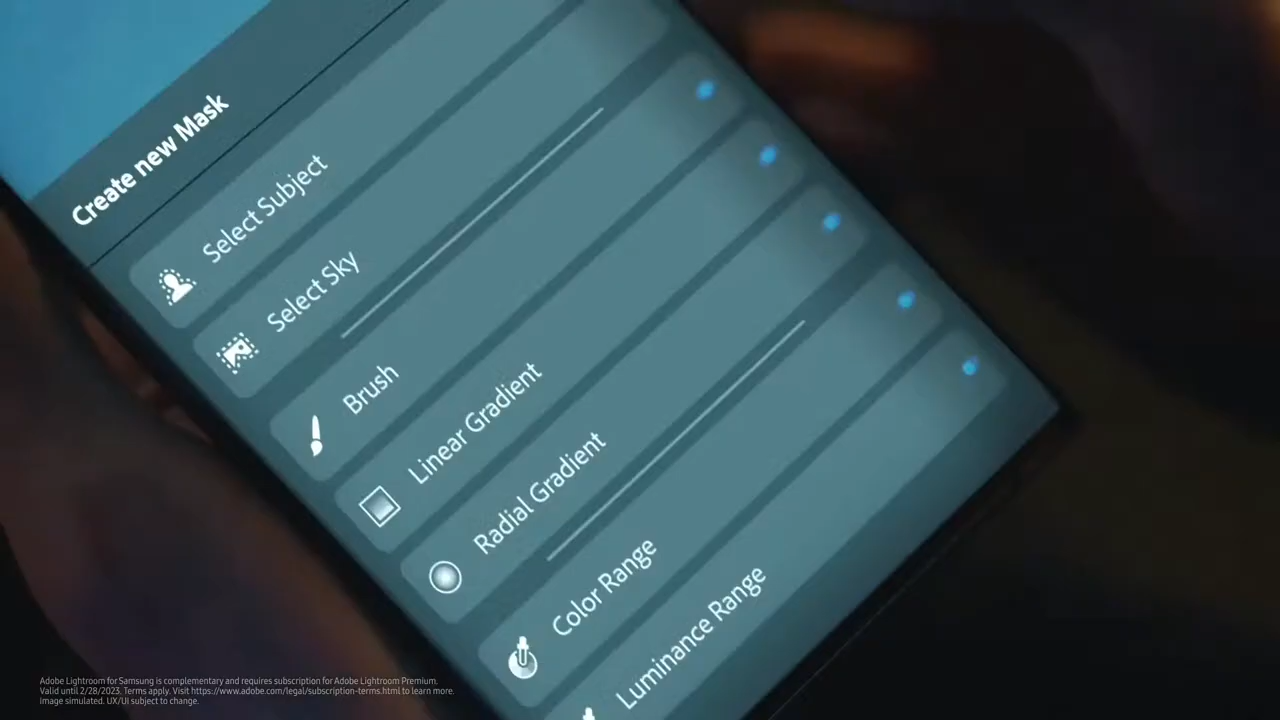 Create new Mask
Select Subject
Select Sky
Brush
Linear Gradient
Radial Gradient
Color Range
Luminance Range
Adobe Lightroom for Samsung is complementary and requires subscription for Adobe Lightroom Premium.
Valid until 2/28/2023. Terms apply. Visit https://www.adobe.com/legal/subscription-terms.html to learn more.
Image simulated. UX/UI subject to change.